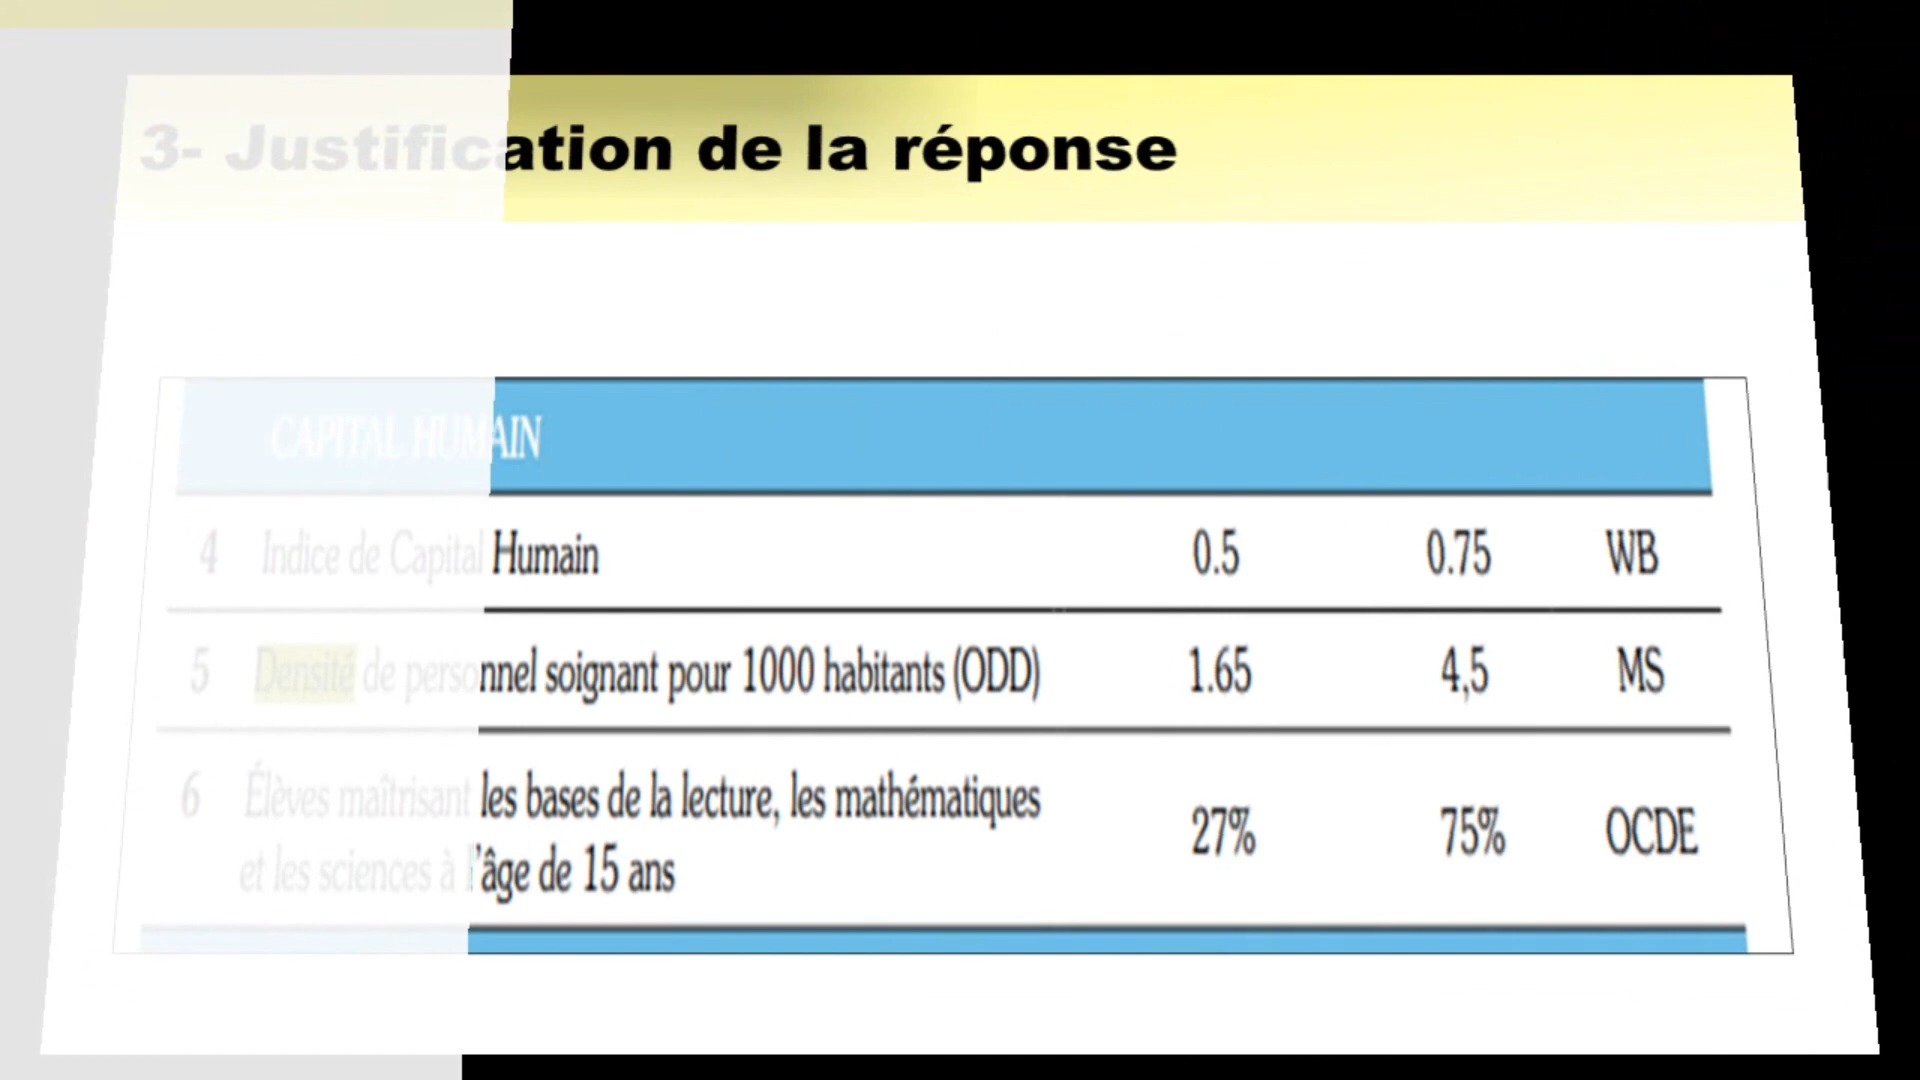 3- Justification de la réponse
CAPITAL HUMAIN
4 Indice de Capital Humain 0.5 0.75 WB
5 Densité de personnel soignant pour 1000 habitants (ODD) 1.65 4,5 MS
6 Élèves maîtrisant les bases de la lecture, les mathématiques
et les sciences à l'âge de 15 ans 27% 75% OCDE